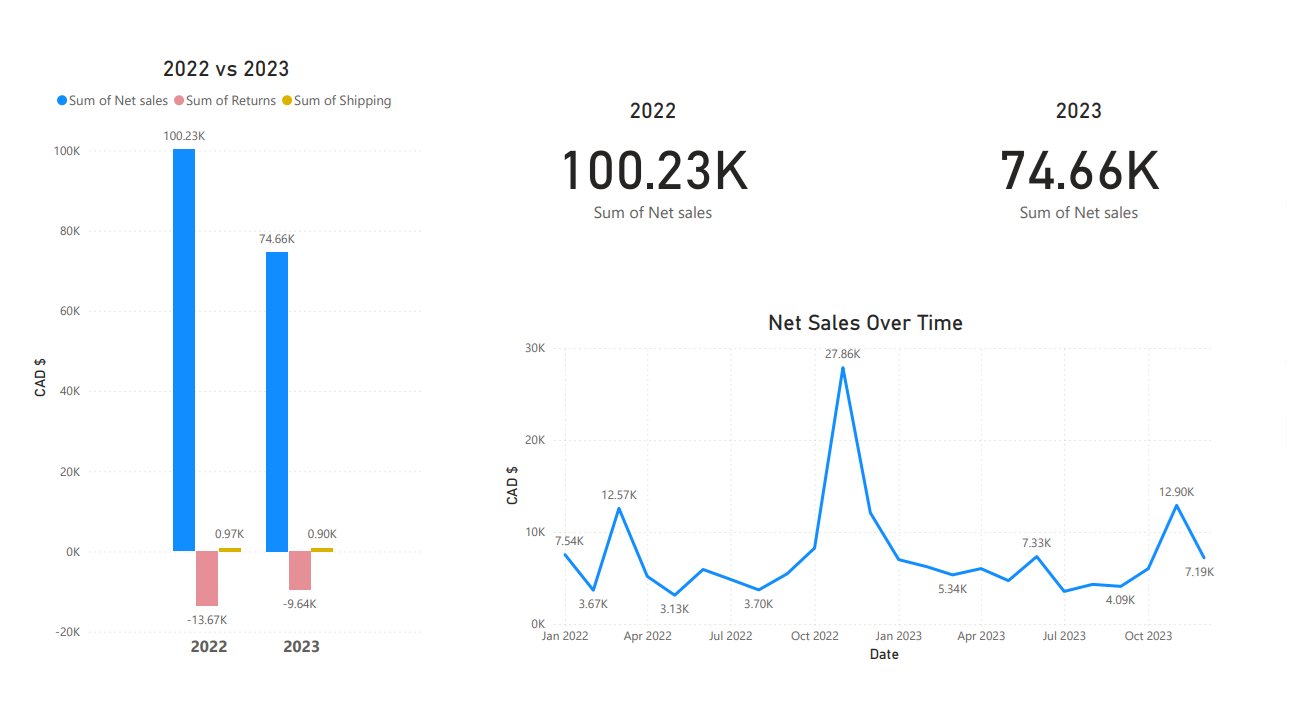 2022 vs 2023
Sum of Net sales Sum of Returns Sum of Shipping
CAD $
100K
80K
60K
40K
20K
0K
-20K
100.23K
-13.67K
0.97K
74.66K
-9.64K
0.90K
2022 2023
2022
100.23K
Sum of Net sales
2023
74.66K
Sum of Net sales
Net Sales Over Time
CAD $
30K
20K
10K
0K
7.54K
3.67K
12.57K
3.13K
3.70K
27.86K
5.34K
7.33K
4.09K
12.90K
7.19K
Jan 2022 Apr 2022 Jul 2022 Oct 2022 Jan 2023 Apr 2023 Jul 2023 Oct 2023
Date